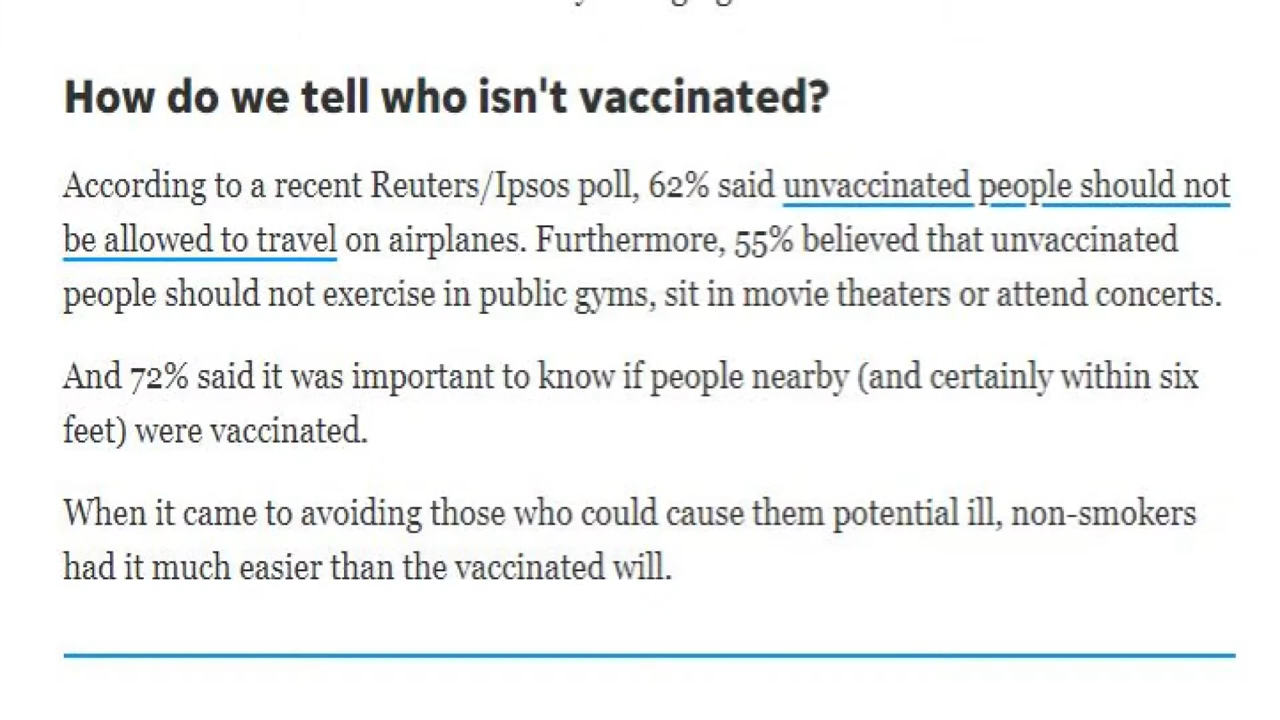 How do we tell who isn't vaccinated?
According to a recent Reuters/Ipsos poll, 62% said unvaccinated people should not
be allowed to travel on airplanes. Furthermore, 55% believed that unvaccinated
people should not exercise in public gyms, sit in movie theaters or attend concerts.
And 72% said it was important to know if people nearby (and certainly within six
feet) were vaccinated.
When it came to avoiding those who could cause them potential ill, non-smokers
had it much easier than the vaccinated will.